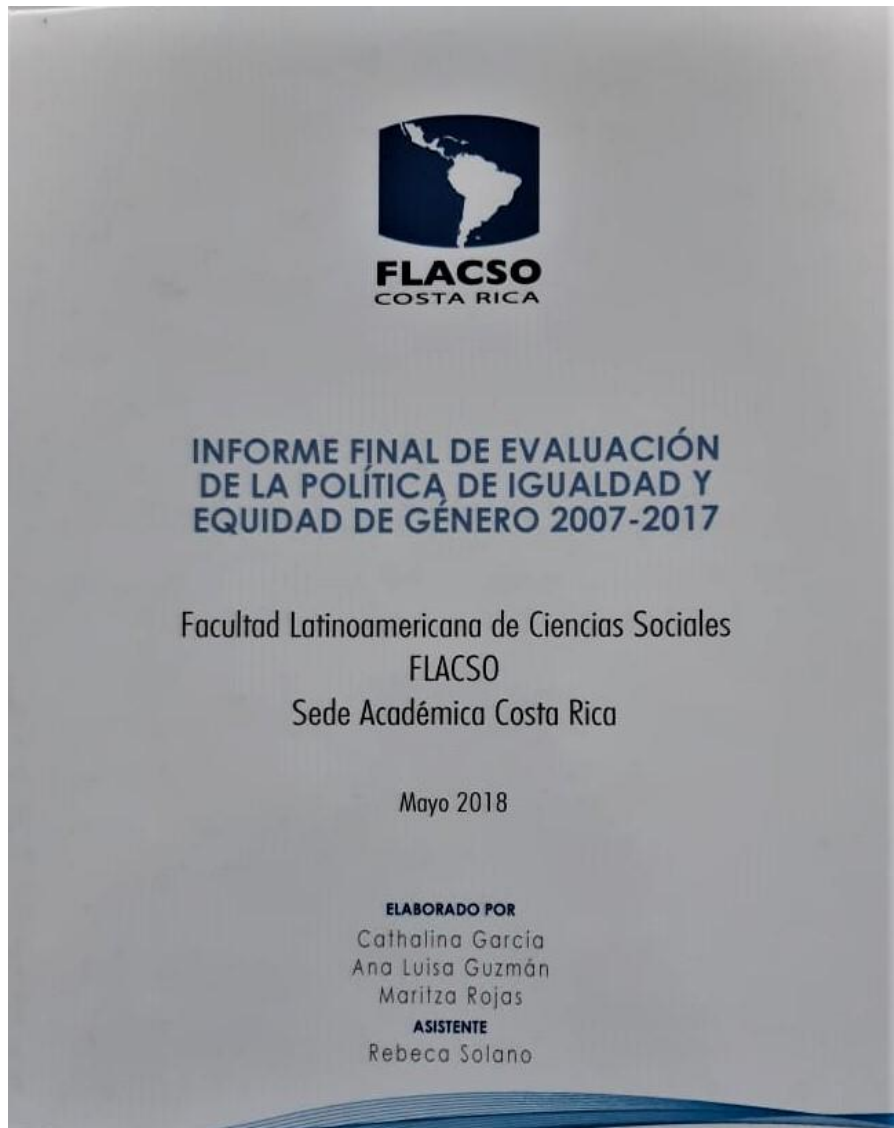 FLACSO
COSTA RICA
INFORME FINAL DE EVALUACIÓN
DE LA POLÍTICA DE IGUALDAD Y
EQUIDAD DE GÉNERO 2007-2017
Facultad Latinoamericana de Ciencias Sociales
FLACSO
Sede Académica Costa Rica
Mayo 2018
ELABORADO POR
Cathalina García
Ana Luisa Guzmán
Maritza Rojas
ASISTENTE
Rebeca Solano